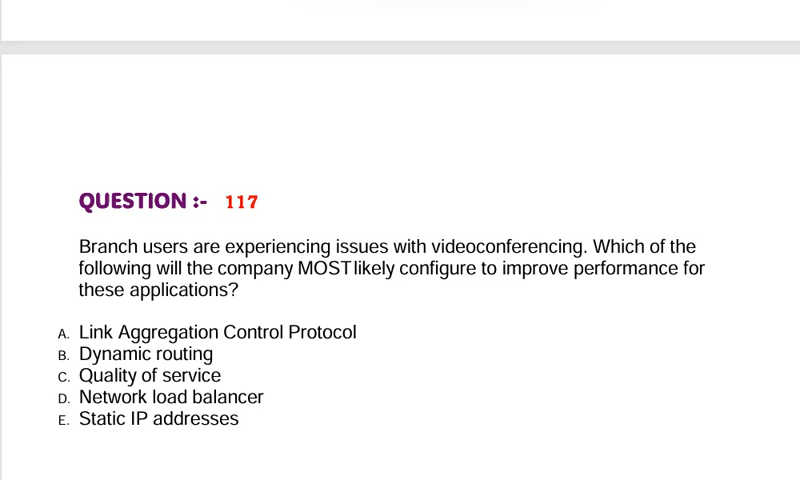 QUESTION :- 117
Branch users are experiencing issues with videoconferencing. Which of the
following will the company MOST likely configure to improve performance for
these applications?
A. Link Aggregation Control Protocol
B. Dynamic routing
C. Quality of service
D. Network load balancer
E. Static IP addresses